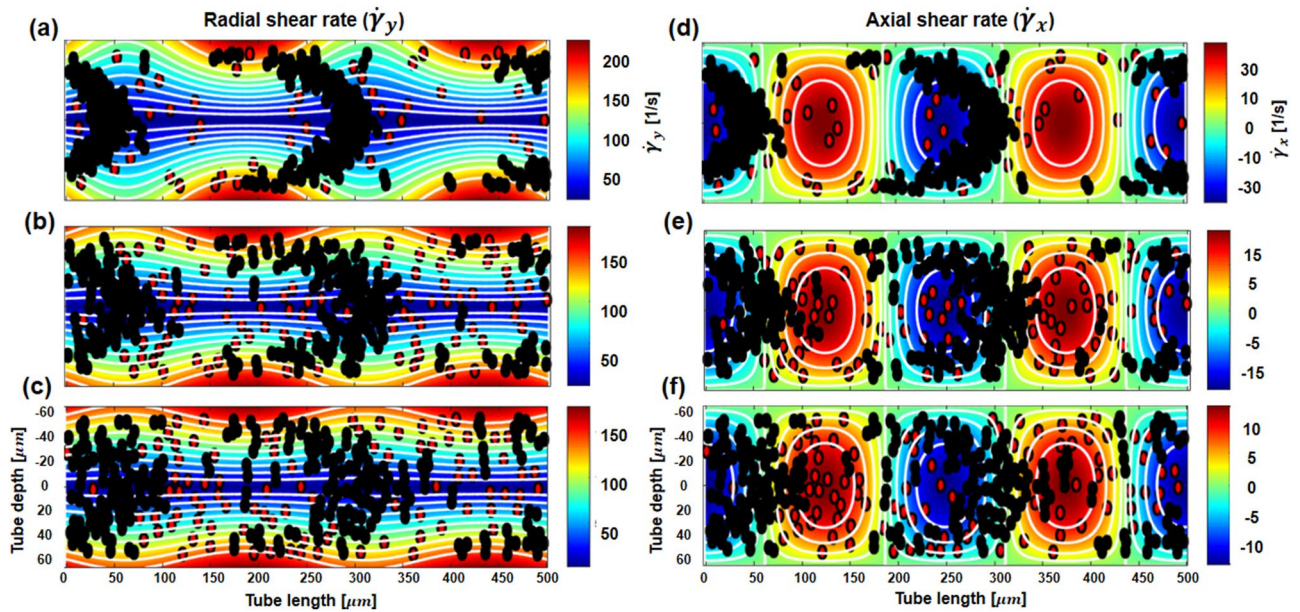 Radial shear rate (γ̇y)
Axial shear rate (γ̇x)
(a)
200
150
100
50
γ̇y [1/s]
(d)
30
10
0
-10
-30
γ̇x [1/s]
(b)
150
100
50
(e)
15
5
0
-5
-15
(c)
-60
-40
-20
0
20
40
60
Tube depth [μm]
150
100
50
0 50 100 150 200 250 300 350 400 450 500
Tube length [μm]
(f)
-60
-40
-20
0
20
40
60
Tube depth [μm]
10
5
0
-5
-10
0 50 100 150 200 250 300 350 400 450 500
Tube length [μm]